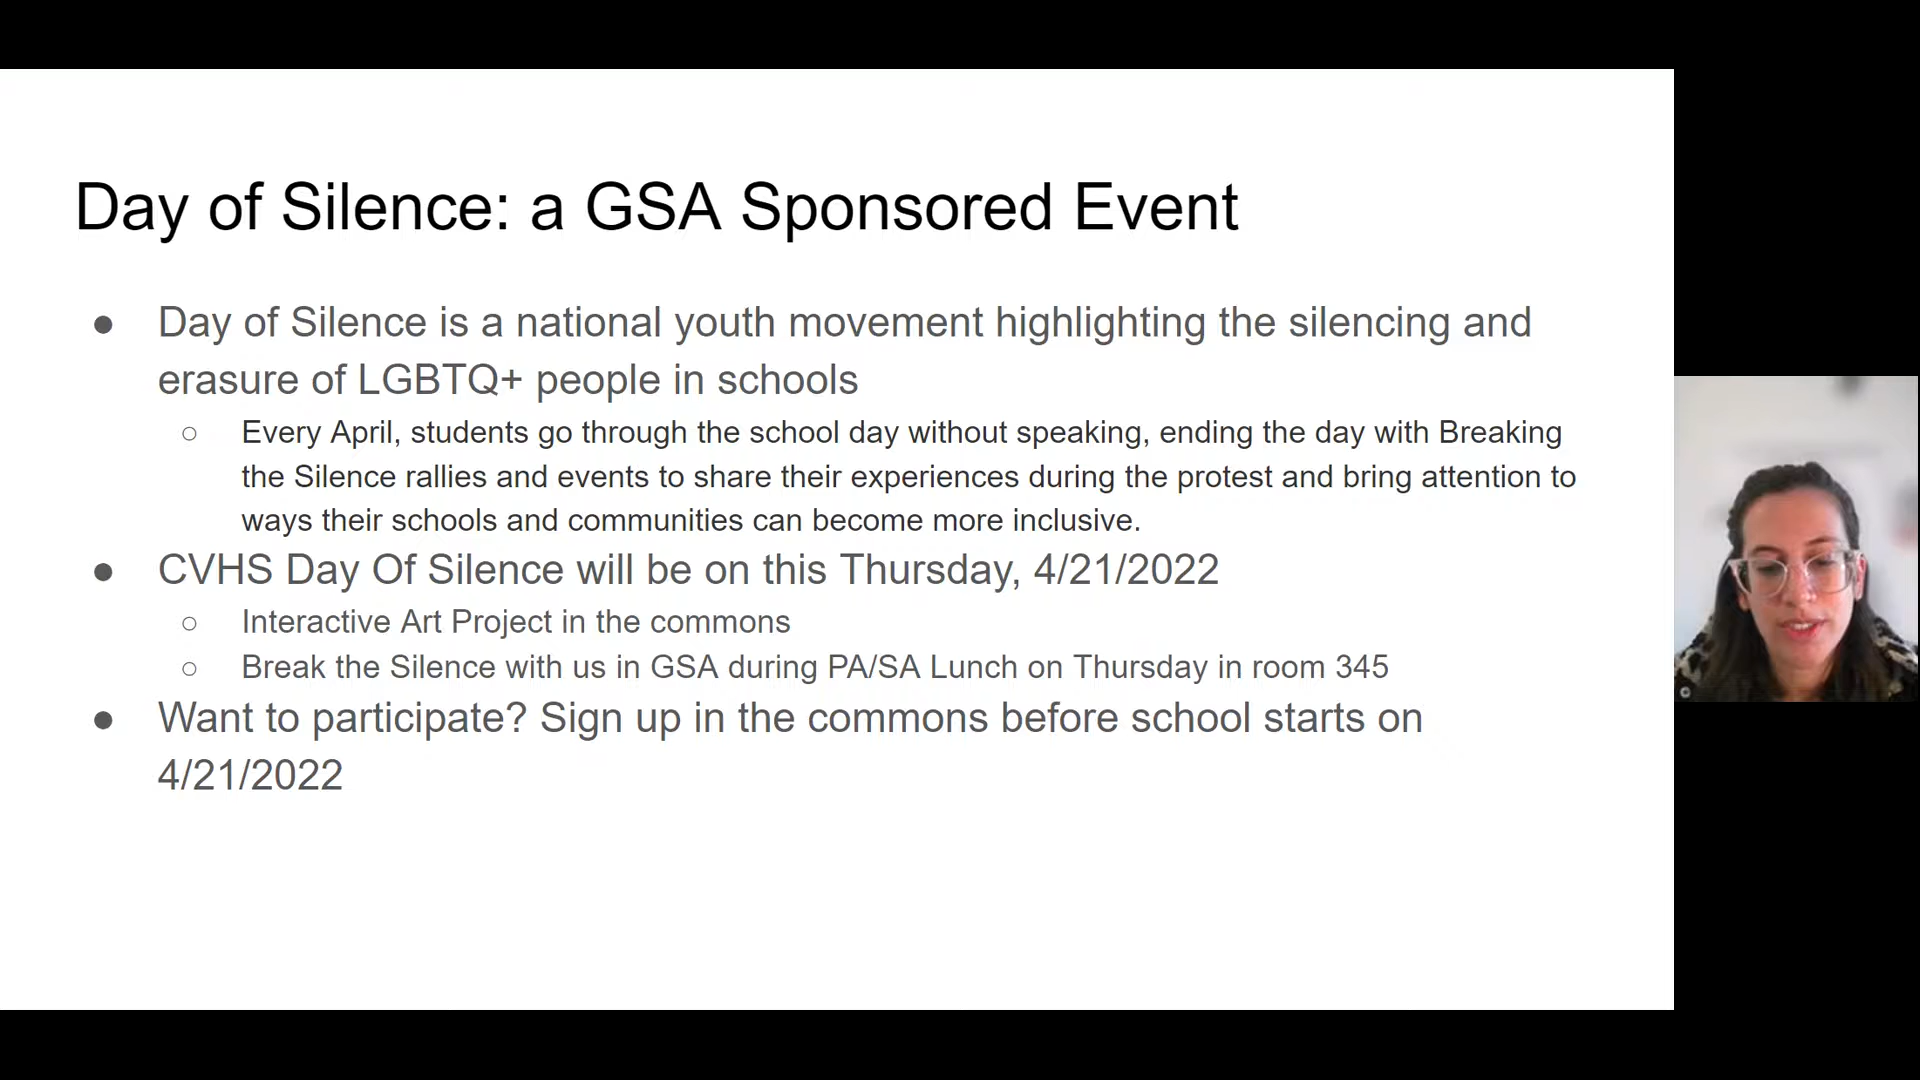 Day of Silence: a GSA Sponsored Event
● Day of Silence is a national youth movement highlighting the silencing and
erasure of LGBTQ+ people in schools
○ Every April, students go through the school day without speaking, ending the day with Breaking
the Silence rallies and events to share their experiences during the protest and bring attention to
ways their schools and communities can become more inclusive.
● CVHS Day Of Silence will be on this Thursday, 4/21/2022
○ Interactive Art Project in the commons
○ Break the Silence with us in GSA during PA/SA Lunch on Thursday in room 345
● Want to participate? Sign up in the commons before school starts on
4/21/2022